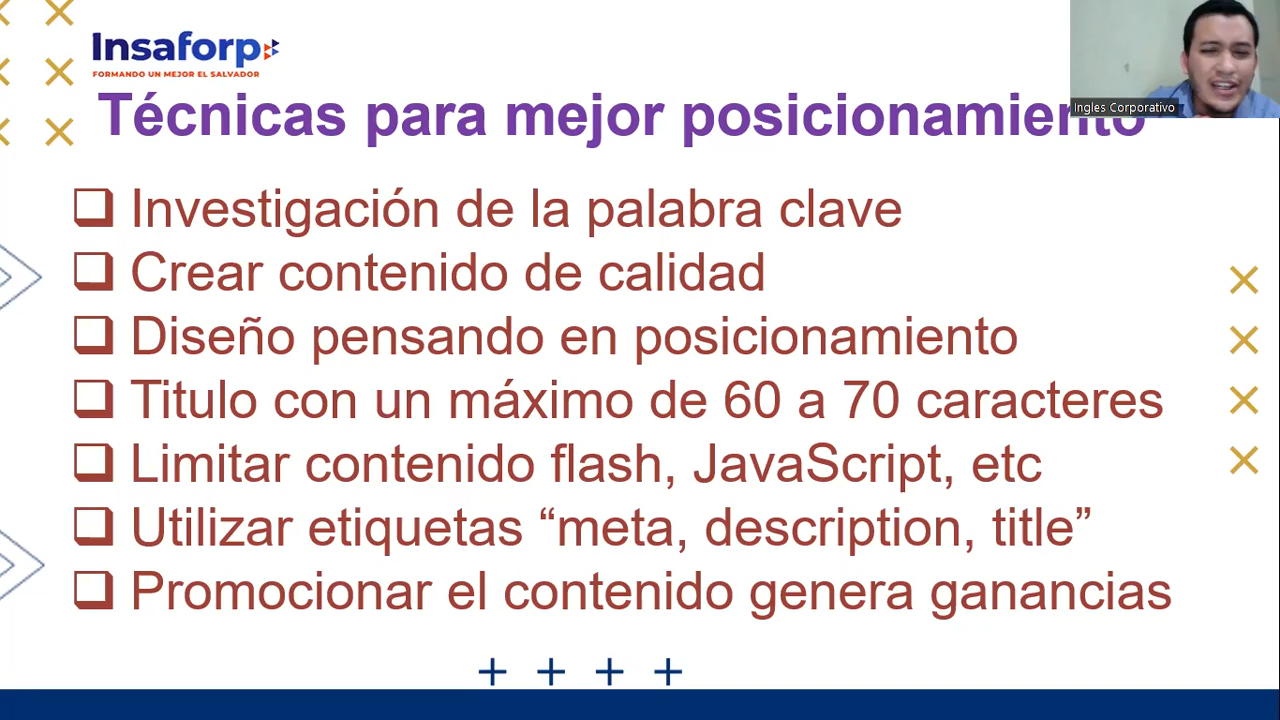 Insaforp
FORMANDO UN MEJOR EL SALVADOR
Técnicas para mejor posicionamiento
Ingles Corporativo
Investigación de la palabra clave
Crear contenido de calidad
Diseño pensando en posicionamiento
Titulo con un máximo de 60 a 70 caracteres
Limitar contenido flash, JavaScript, etc
Utilizar etiquetas “meta, description, title”
Promocionar el contenido genera ganancias